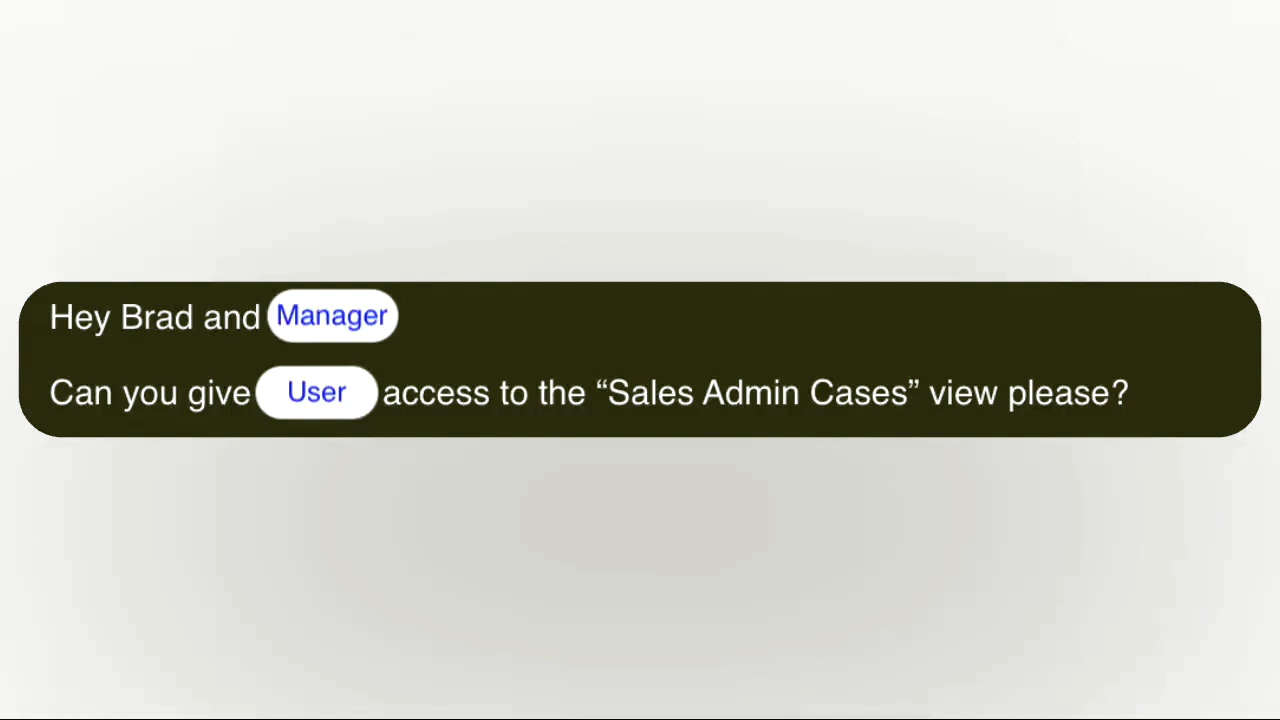 Hey Brad and Manager
Can you give User access to the “Sales Admin Cases” view please?